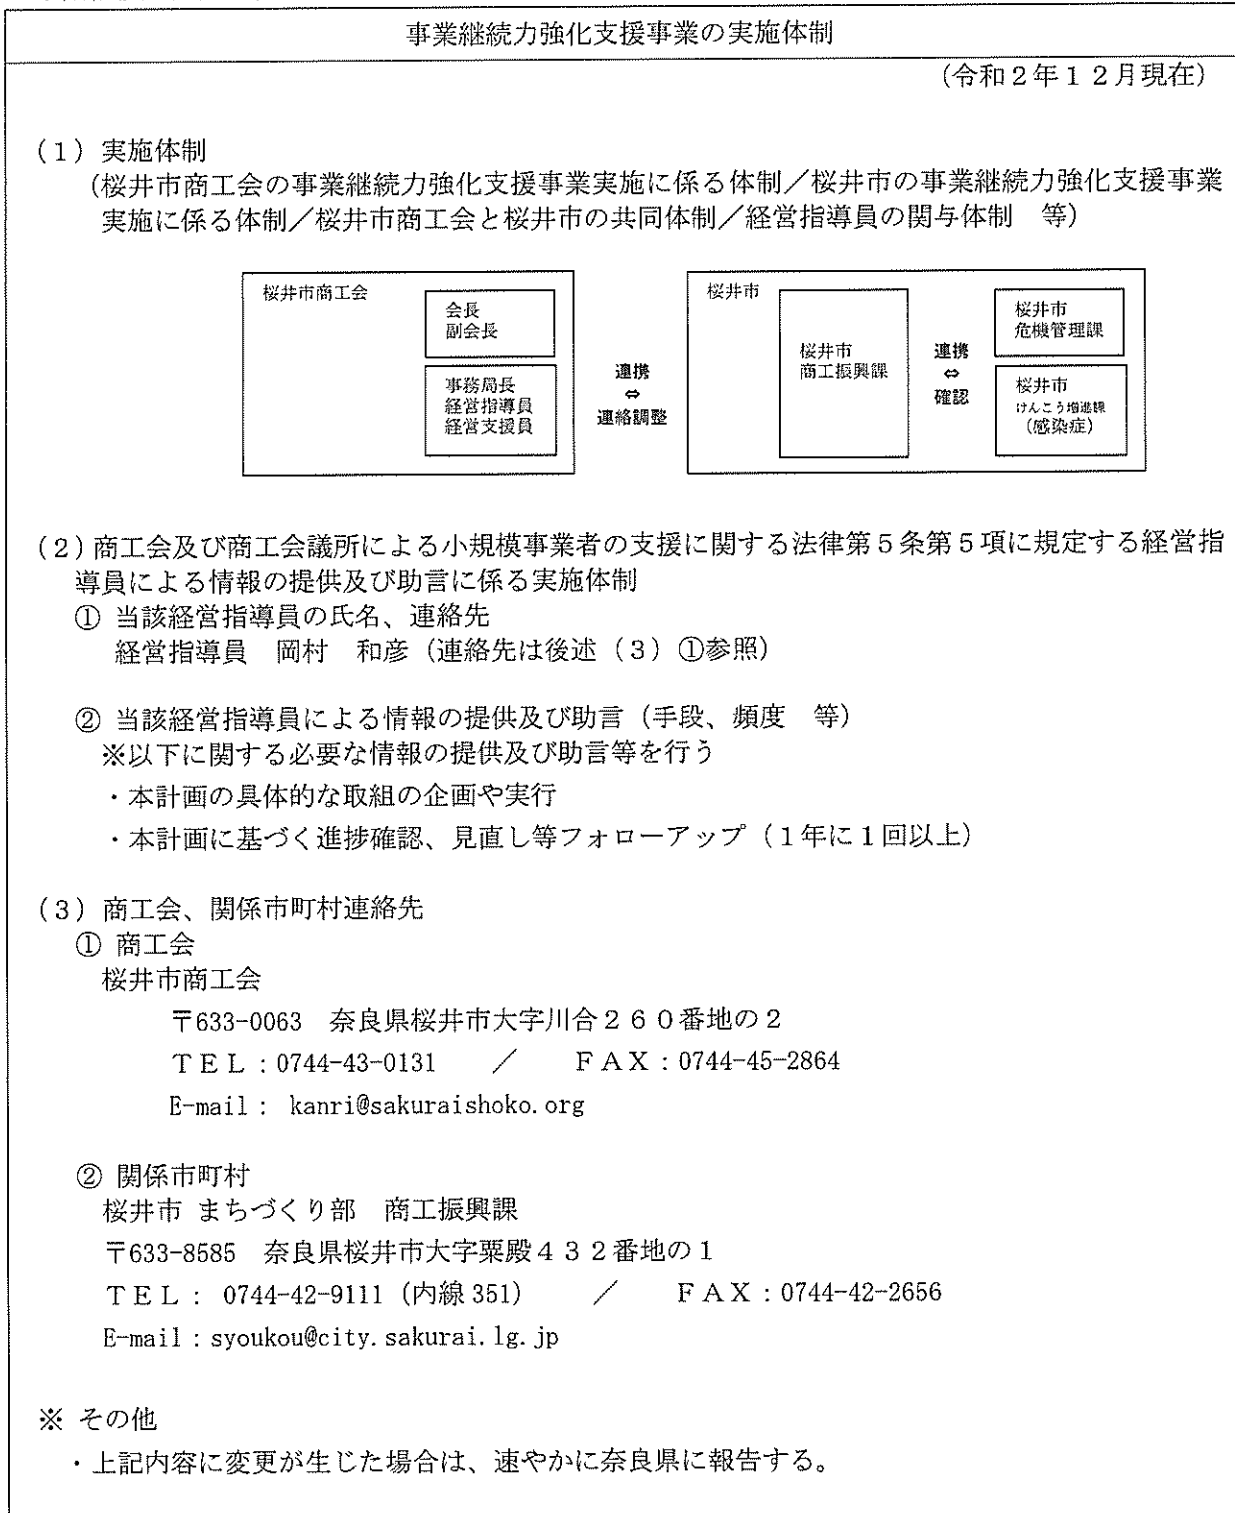 事業継続力強化支援事業の実施体制
(令和2年12月現在)
(1) 実施体制
(桜井市商工会の事業継続力強化支援事業実施に係る体制/桜井市の事業継続力強化支援事業
実施に係る体制/桜井市商工会と桜井市の共同体制/経営指導員の関与体制 等)
桜井市商工会
会長
副会長
事務局長
経営指導員
経営支援員
連携
⇔
連絡調整
桜井市
桜井市
商工振興課
連携
⇔
確認
桜井市
危機管理課
桜井市
けんこう増進課
(感染症)
(2)商工会及び商工会議所による小規模事業者の支援に関する法律第5条第5項に規定する経営指
導員による情報の提供及び助言に係る実施体制
① 当該経営指導員の氏名、連絡先
経営指導員 岡村 和彦(連絡先は後述(3)①参照)
② 当該経営指導員による情報の提供及び助言(手段、頻度 等)
※以下に関する必要な情報の提供及び助言等を行う
・本計画の具体的な取組の企画や実行
・本計画に基づく進捗確認、見直し等フォローアップ(1年に1回以上)
(3)商工会、関係市町村連絡先
① 商工会
桜井市商工会
〒633-0063 奈良県桜井市大字川合260番地の2
TEL:0744-43-0131 / FAX:0744-45-2864
E-mail: kanri@sakuraishoko.org
② 関係市町村
桜井市 まちづくり部 商工振興課
〒633-8585 奈良県桜井市大字粟殿432番地の1
TEL: 0744-42-9111(内線351) / FAX:0744-42-2656
E-mail:syoukou@city.sakurai.lg.jp
※ その他
・上記内容に変更が生じた場合は、速やかに奈良県に報告する。